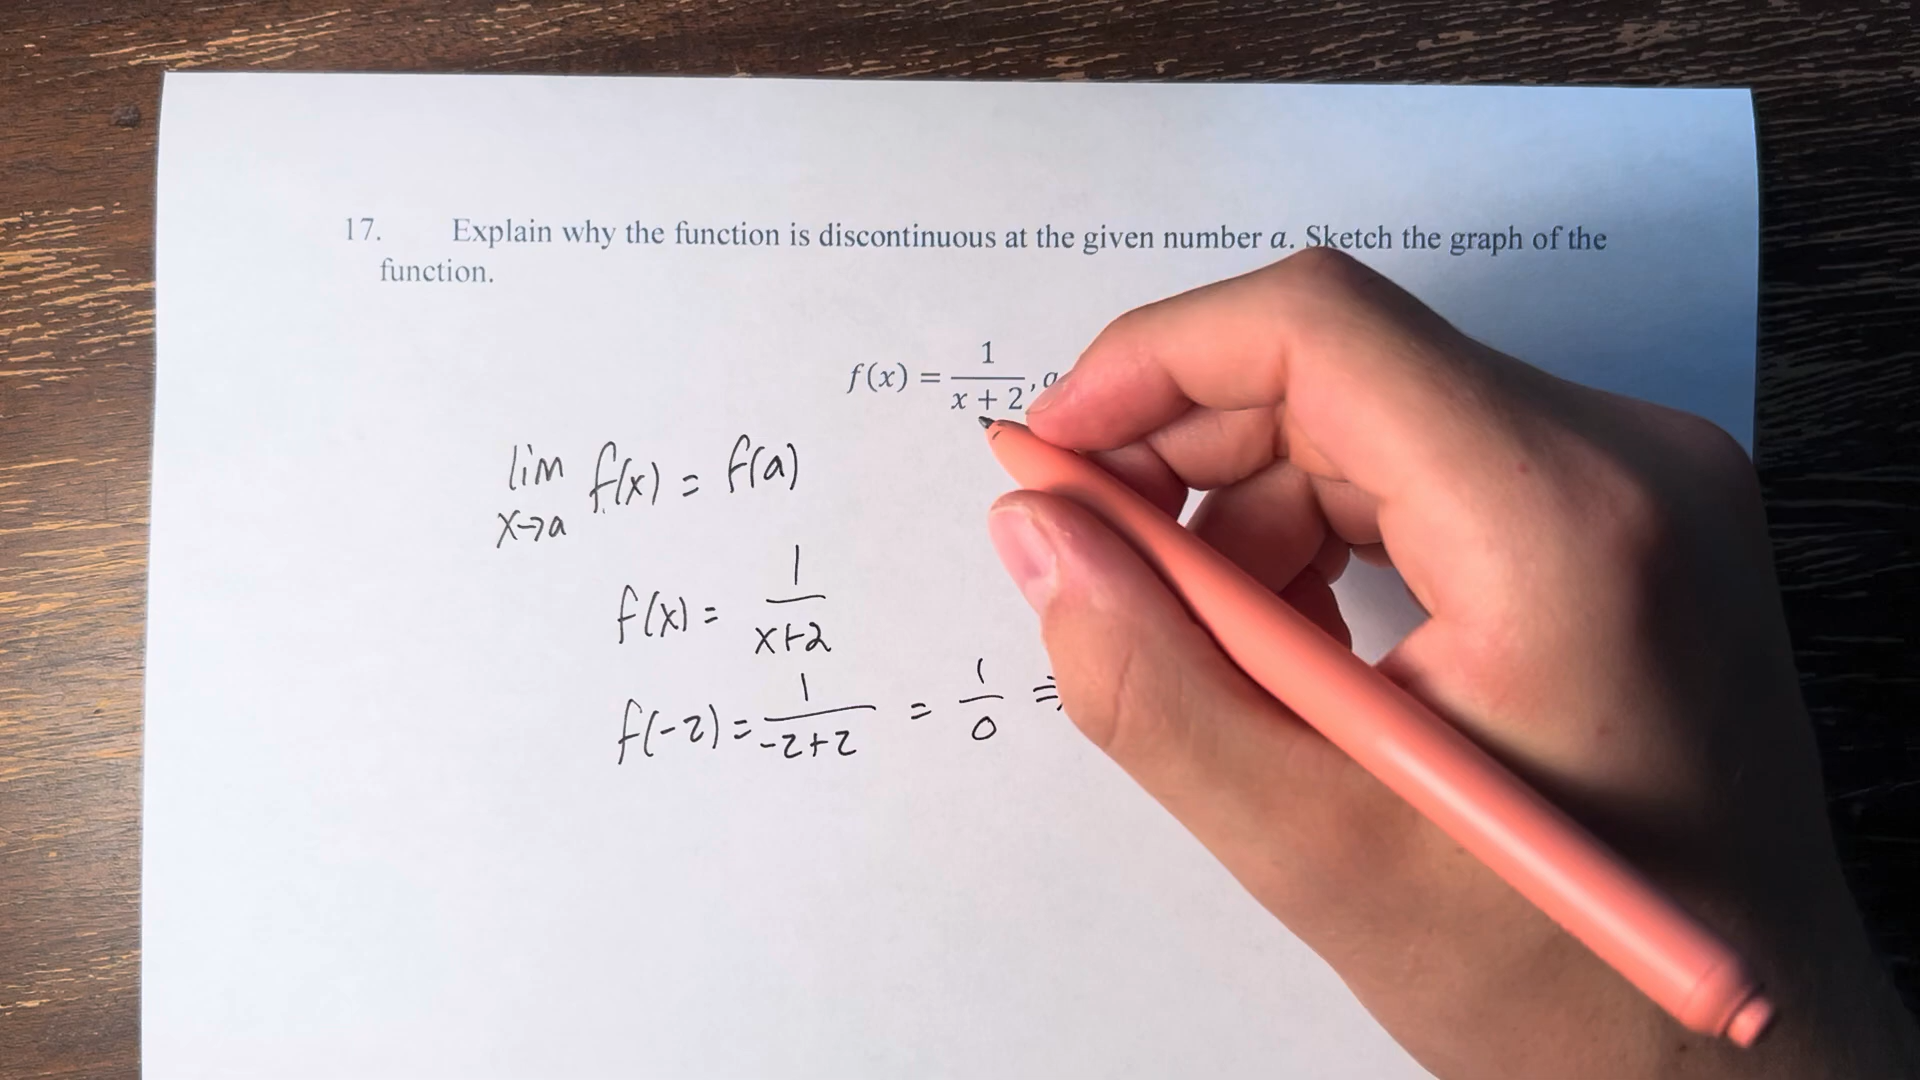 17. Explain why the function is discontinuous at the given number a. Sketch the graph of the
function.
f(x) = 1/(x + 2), a
lim x→a f(x) = f(a)
f(x) = 1/(x+2)
f(-2) = 1/(-2+2) = 1/0 ⇒